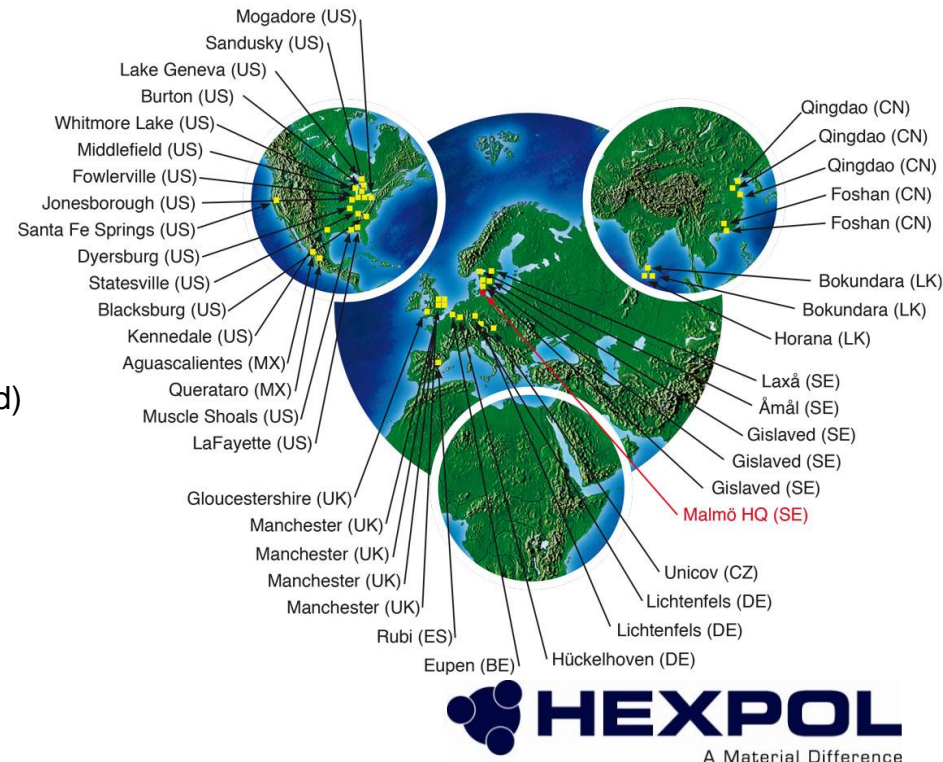 Mogadore (US)
Sandusky (US)
Lake Geneva (US)
Burton (US)
Whitmore Lake (US)
Middlefield (US)
Fowlerville (US)
Jonesborough (US)
Santa Fe Springs (US)
Dyersburg (US)
Statesville (US)
Blacksburg (US)
Kennedale (US)
Aguascalientes (MX)
Querataro (MX)
Muscle Shoals (US)
LaFayette (US)
d)
Qingdao (CN)
Qingdao (CN)
Qingdao (CN)
Foshan (CN)
Foshan (CN)
Bokundara (LK)
Bokundara (LK)
Horana (LK)
Laxå (SE)
Åmål (SE)
Gislaved (SE)
Gislaved (SE)
Gislaved (SE)
Malmö HQ (SE)
Gloucestershire (UK)
Manchester (UK)
Manchester (UK)
Manchester (UK)
Manchester (UK)
Rubi (ES)
Eupen (BE)
Unicov (CZ)
Lichtenfels (DE)
Lichtenfels (DE)
Hückelhoven (DE)
HEXPOL
A Material Difference